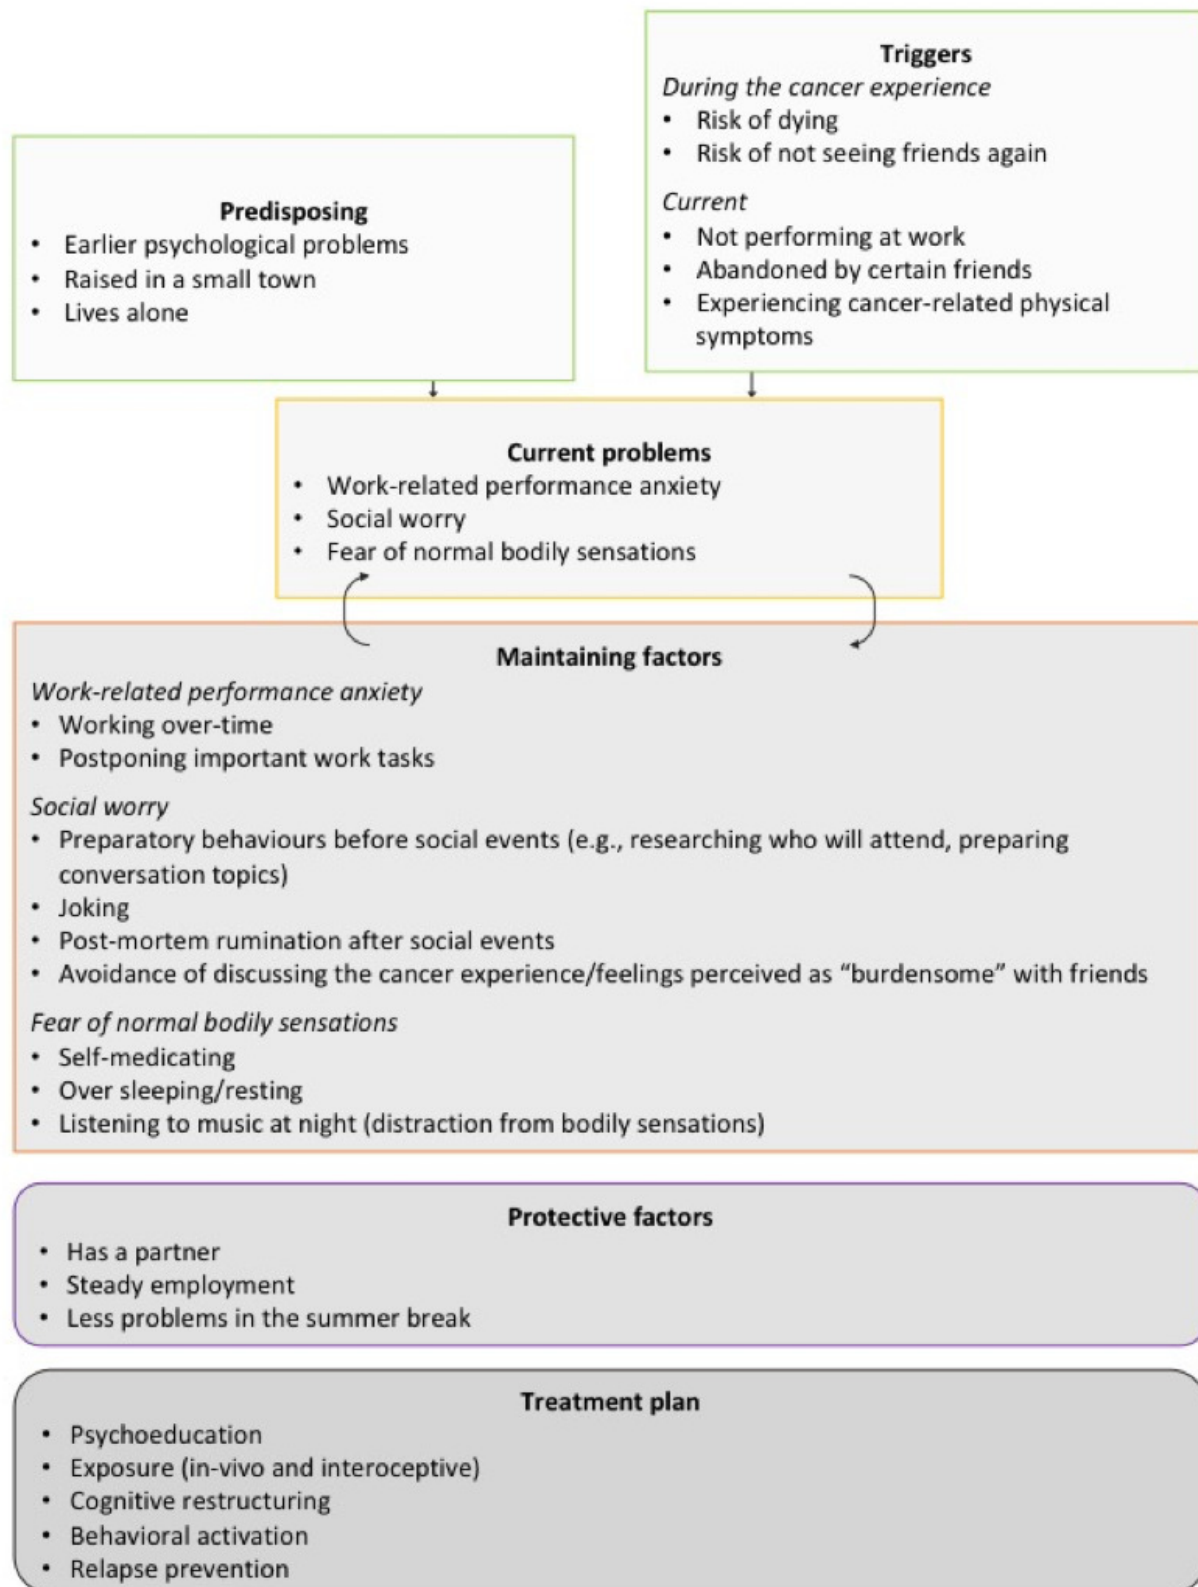 Predisposing
• Earlier psychological problems
• Raised in a small town
• Lives alone
Triggers
During the cancer experience
• Risk of dying
• Risk of not seeing friends again
Current
• Not performing at work
• Abandoned by certain friends
• Experiencing cancer-related physical
symptoms
Current problems
• Work-related performance anxiety
• Social worry
• Fear of normal bodily sensations
Maintaining factors
Work-related performance anxiety
• Working over-time
• Postponing important work tasks
Social worry
• Preparatory behaviours before social events (e.g., researching who will attend, preparing
conversation topics)
• Joking
• Post-mortem rumination after social events
• Avoidance of discussing the cancer experience/feelings perceived as “burdensome” with friends
Fear of normal bodily sensations
• Self-medicating
• Over sleeping/resting
• Listening to music at night (distraction from bodily sensations)
Protective factors
• Has a partner
• Steady employment
• Less problems in the summer break
Treatment plan
• Psychoeducation
• Exposure (in-vivo and interoceptive)
• Cognitive restructuring
• Behavioral activation
• Relapse prevention